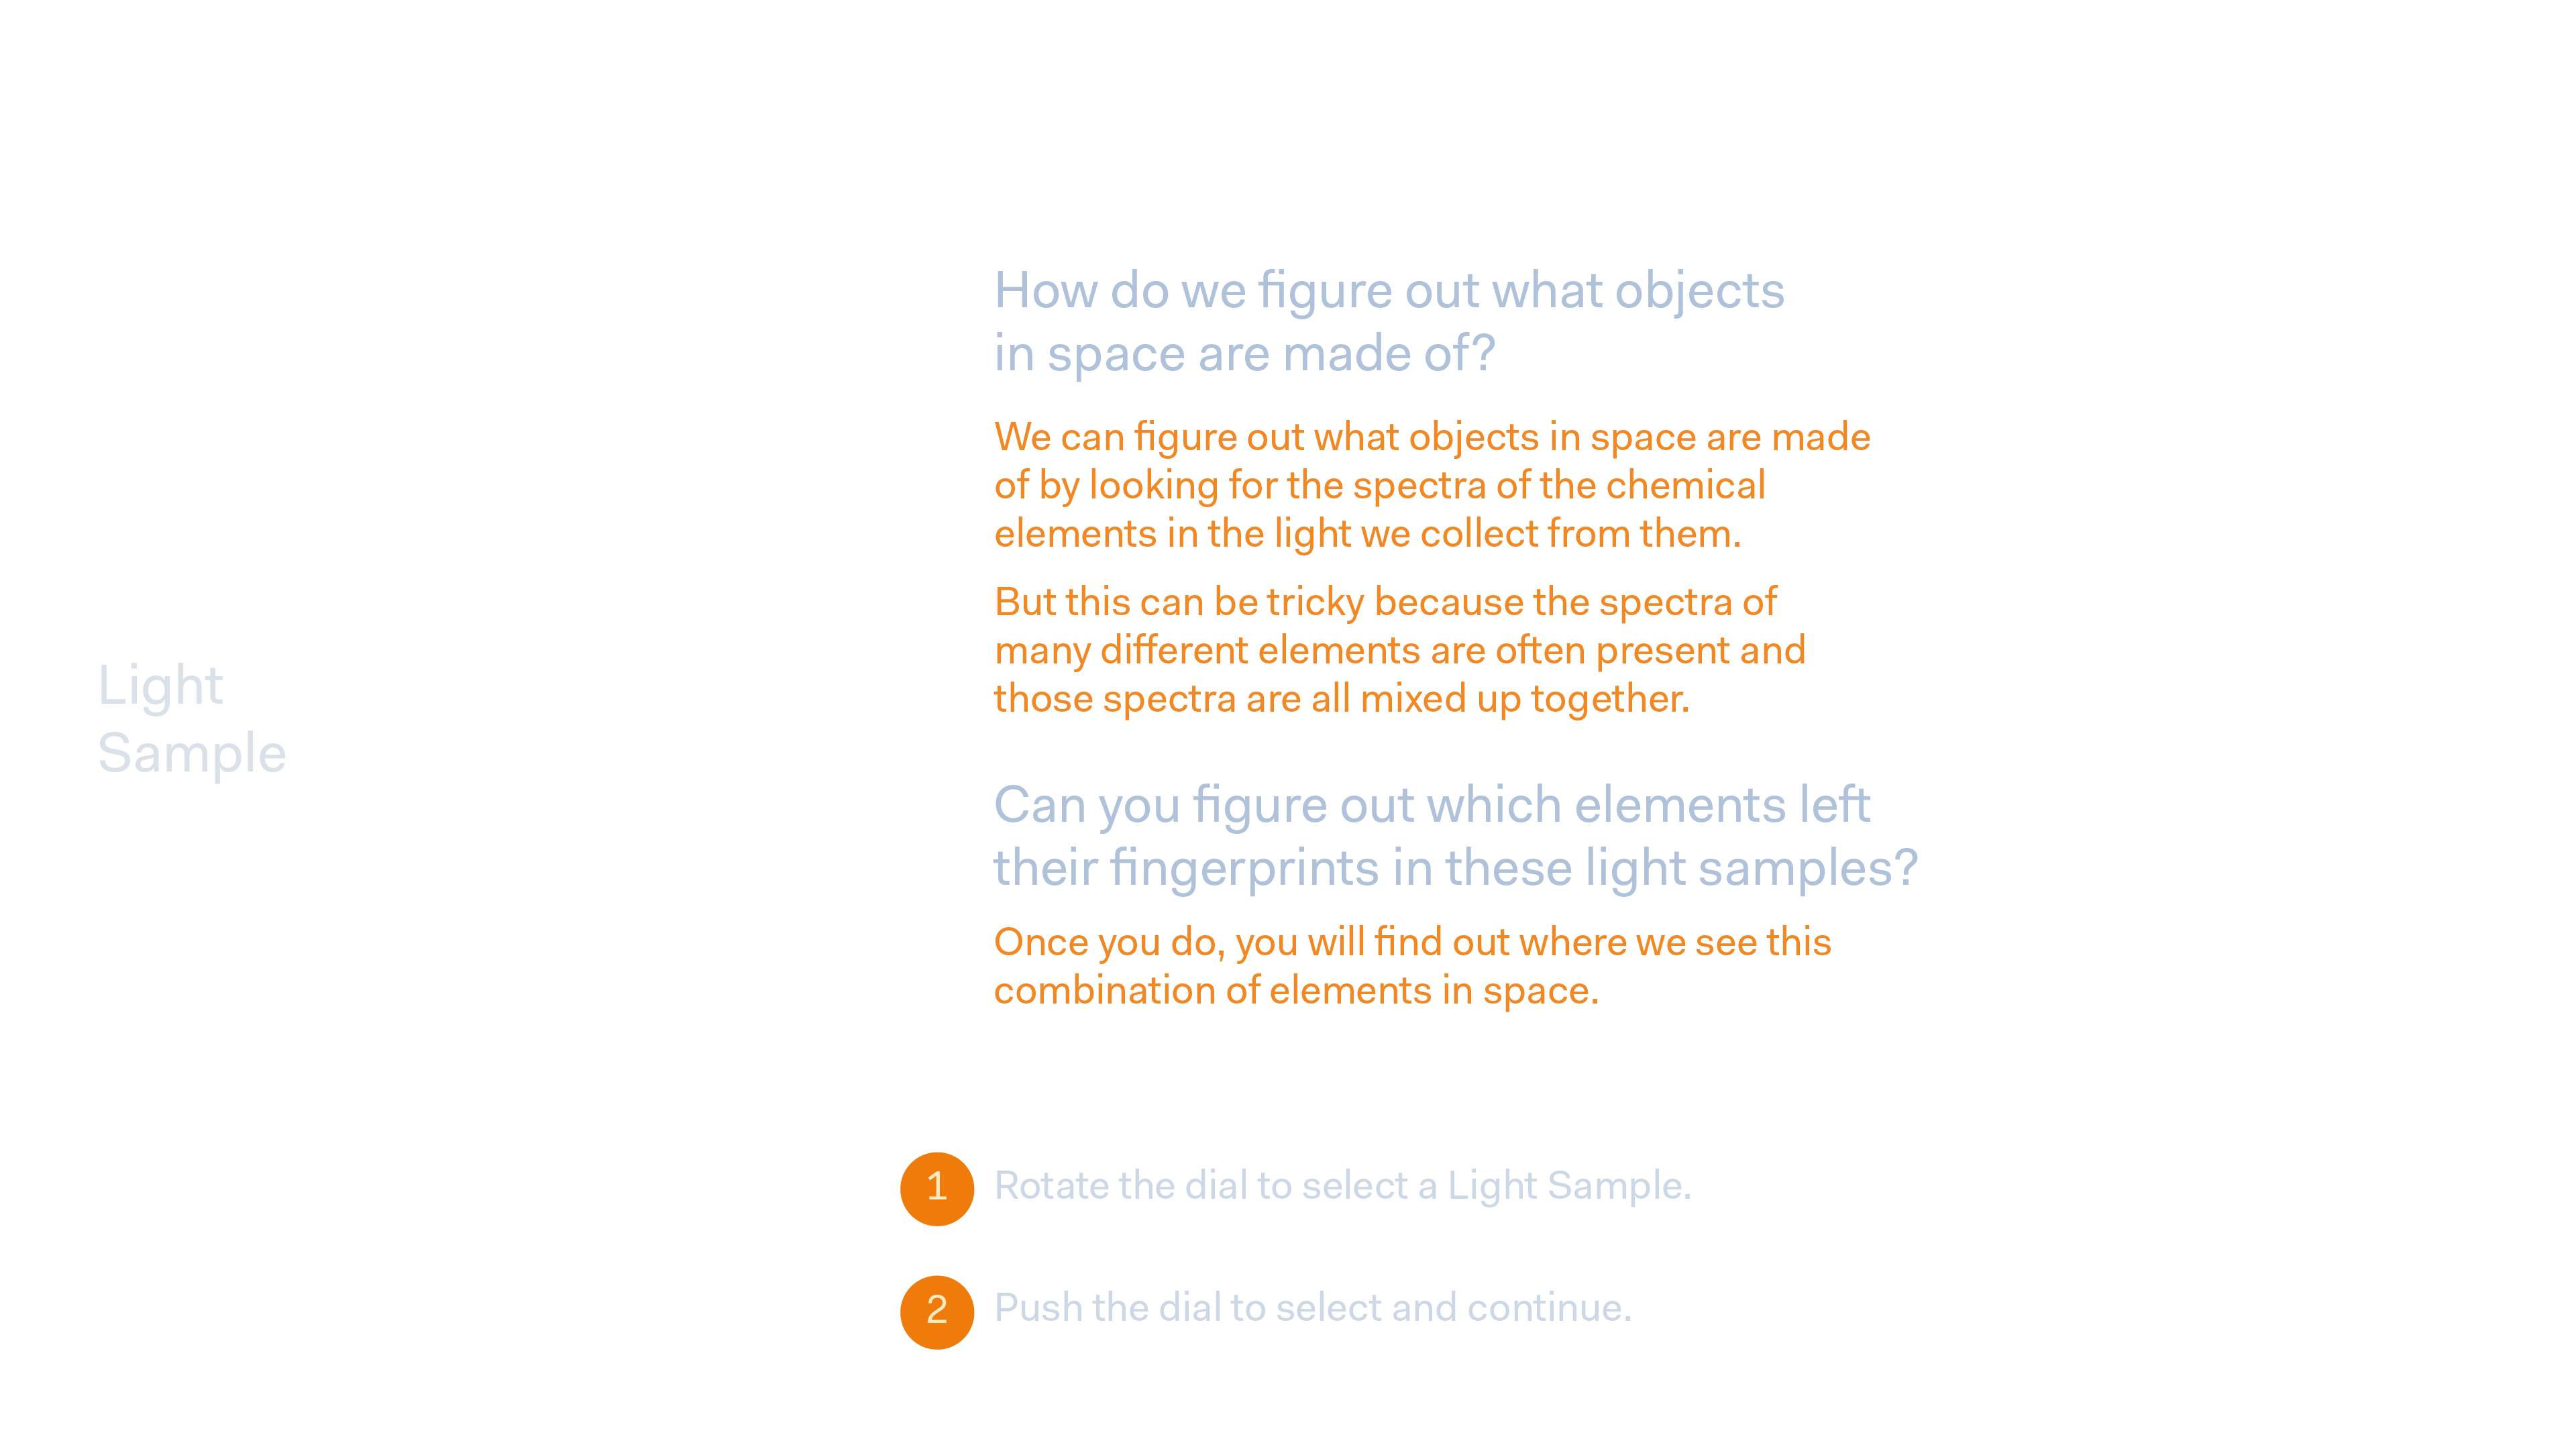 Light
Sample
How do we figure out what objects
in space are made of?
We can figure out what objects in space are made
of by looking for the spectra of the chemical
elements in the light we collect from them.
But this can be tricky because the spectra of
many different elements are often present and
those spectra are all mixed up together.
Can you figure out which elements left
their fingerprints in these light samples?
Once you do, you will find out where we see this
combination of elements in space.
1 Rotate the dial to select a Light Sample.
2 Push the dial to select and continue.